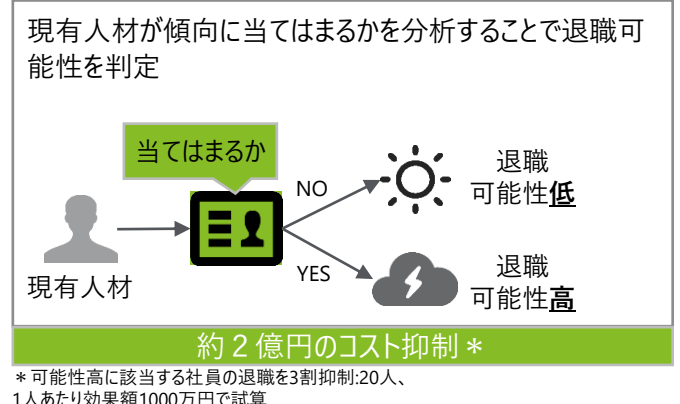 現有人材が傾向に当てはまるかを分析することで退職可
能性を判定
当てはまるか
NO
退職
可能性低
現有人材
YES
退職
可能性高
約２億円のコスト抑制＊
＊可能性高に該当する社員の退職を3割抑制:20人、
1人あたり効果額1000万円で試算